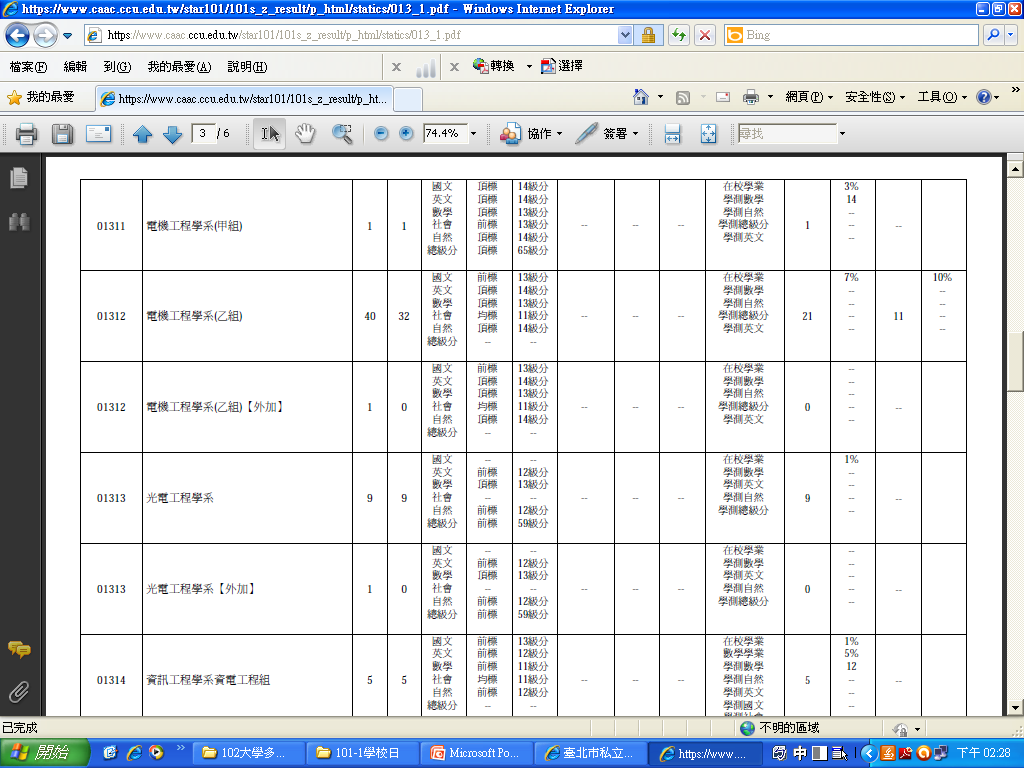 https://www.caac.ccu.edu.tw/star101/101s_z_result/p_html/statics/013_1.pdf - Windows Internet Explorer
https://www.caac.ccu.edu.tw/star101/101s_z_result/p_html/statics/013_1.pdf
Bing
檔案(F) 編輯 到(G) 我的最愛(A) 說明(H)
轉換 選擇
我的最愛
https://www.caac.ccu.edu.tw/star101/101s_z_result/p_ht...
網頁(P) 安全性(S) 工具(O)
3 / 6 74.4% 協作 簽署 尋找
國文 頂標 14級分 在校學業 3%
英文 頂標 14級分 學測數學 14
數學 頂標 13級分 學測自然 --
01311 電機工程學系(甲組) 1 1 社會 前標 13級分 -- -- -- 學測總級分 1 -- --
自然 頂標 14級分 學測英文 --
總級分 頂標 65級分
國文 前標 13級分 在校學業 7% 10%
英文 頂標 14級分 學測數學 -- --
數學 頂標 13級分 學測自然 -- --
01312 電機工程學系(乙組) 40 32 社會 均標 11級分 -- -- -- 學測總級分 21 -- 11 --
自然 頂標 14級分 學測英文 -- --
總級分 -- --
國文 前標 13級分 在校學業 --
英文 頂標 14級分 學測數學 --
數學 頂標 13級分 學測自然 --
01312 電機工程學系(乙組)【外加】 1 0 社會 均標 11級分 -- -- -- 學測總級分 0 -- --
自然 頂標 14級分 學測英文 --
總級分 -- --
國文 -- -- 在校學業 1%
英文 前標 12級分 學測數學 --
數學 頂標 13級分 學測英文 --
01313 光電工程學系 9 9 社會 -- -- -- -- -- 學測自然 9 -- --
自然 前標 12級分 學測總級分 --
總級分 前標 59級分
國文 -- -- 在校學業 --
英文 前標 12級分 學測數學 --
數學 頂標 13級分 學測英文 --
01313 光電工程學系【外加】 1 0 社會 -- -- -- -- -- 學測自然 0 -- --
自然 前標 12級分 學測總級分 --
總級分 前標 59級分
國文 前標 13級分 在校學業 1%
英文 前標 12級分 數學學業 5%
數學 前標 11級分 學測數學 12
01314 資訊工程學系資電工程組 5 5 社會 均標 11級分 -- -- -- 學測自然 5 -- --
自然 前標 12級分 學測英文 --
總級分 -- -- 學測國文 --
已完成 不明的區域
開始 102大學多... 101-1學校日 Microsoft Po... 臺北市私立... https://www.... 中 下午 02:28